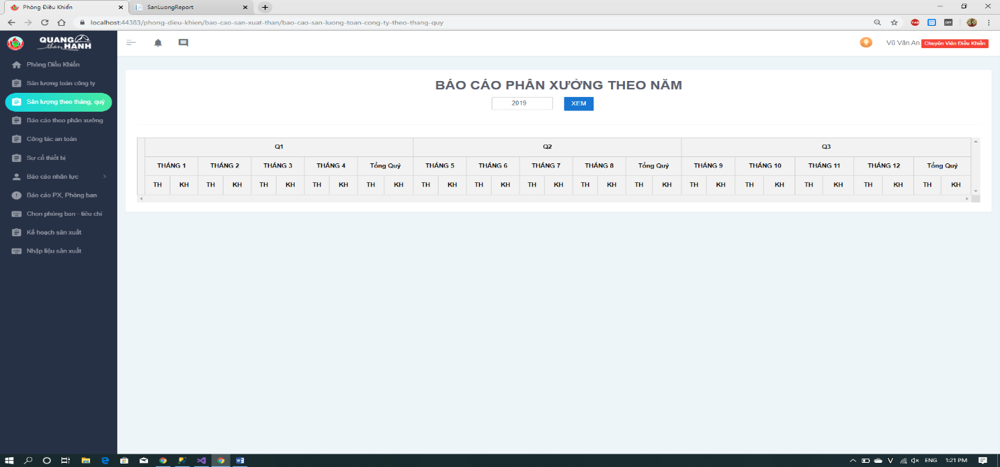 Phòng Điều Khiển
SanLuongReport
localhost:44383/phong-dieu-khien/bao-cao-san-xuat-than/bao-cao-san-luong-toan-cong-ty-theo-thang-quy
QUANG HANH
than
Vũ Văn An Chuyên Viên Điều Khiển
Phòng Điều Khiển
Sản lượng toàn công ty
Sản lượng theo tháng, quý
Báo cáo theo phân xưởng
Công tác an toàn
Sự cố thiết bị
Báo cáo nhân lực
Báo cáo PX, Phòng ban
Chọn phòng ban - tiêu chí
Kế hoạch sản xuất
Nhập liệu sản xuất
BÁO CÁO PHÂN XƯỞNG THEO NĂM
2019 XEM
Q1 Q2 Q3
THÁNG 1 THÁNG 2 THÁNG 3 THÁNG 4 Tổng Quý THÁNG 5 THÁNG 6 THÁNG 7 THÁNG 8 Tổng Quý THÁNG 9 THÁNG 10 THÁNG 11 THÁNG 12 Tổng Quý
TH KH TH KH TH KH TH KH TH KH TH KH TH KH TH KH TH KH TH KH TH KH TH KH TH KH TH KH TH KH
ENG 1:21 PM